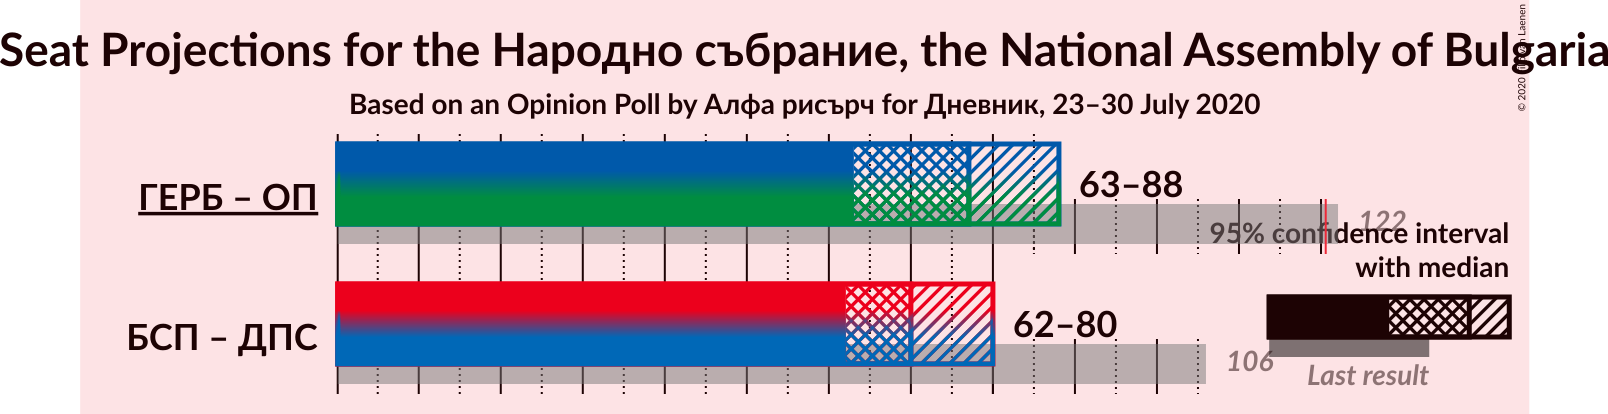 Seat Projections for the Народно събрание, the National Assembly of Bulgaria
Based on an Opinion Poll by Алфа рисърч for Дневник, 23–30 July 2020
ГЕРБ – ОП
63–88
122
95% confidence interval
with median
БСП – ДПС
62–80
106
Last result
© 2020 Laenen